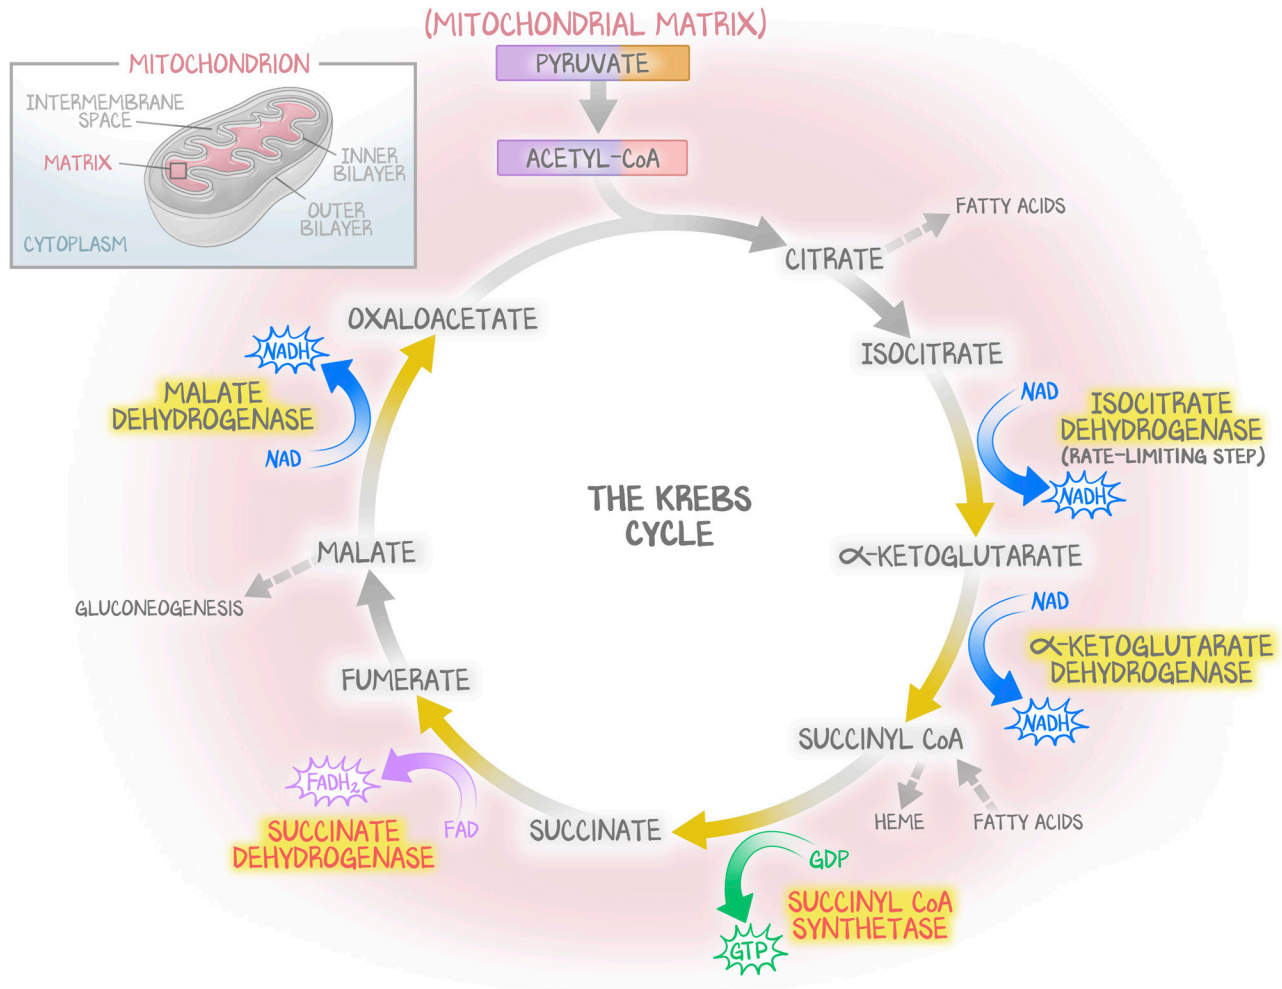 (MITOCHONDRIAL MATRIX)
PYRUVATE
ACETYL-CoA
MITOCHONDRION
INTERMEMBRANE
SPACE
MATRIX
INNER
BILAYER
OUTER
BILAYER
CYTOPLASM
FATTY ACIDS
CITRATE
ISOCITRATE
NAD
ISOCITRATE
DEHYDROGENASE
(RATE-LIMITING STEP)
NADH
α-KETOGLUTARATE
NAD
α-KETOGLUTARATE
DEHYDROGENASE
NADH
SUCCINYL CoA
HEME
FATTY ACIDS
GDP
SUCCINYL CoA
SYNTHETASE
GTP
SUCCINATE
FAD
FADH₂
SUCCINATE
DEHYDROGENASE
FUMERATE
MALATE
GLUCONEOGENESIS
NAD
MALATE
DEHYDROGENASE
NADH
OXALOACETATE
THE KREBS
CYCLE